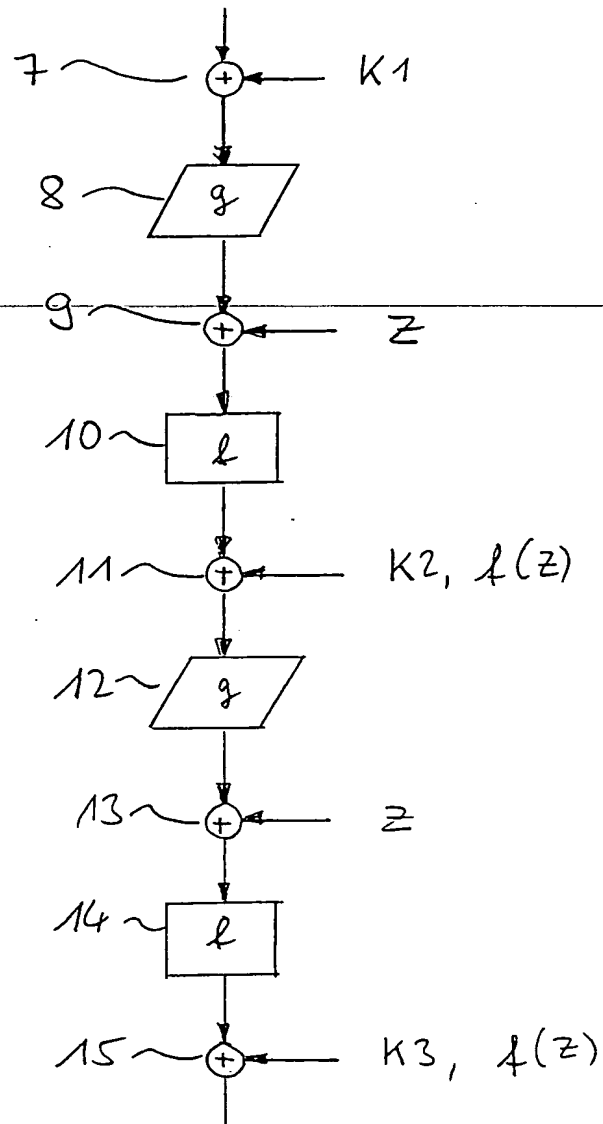 7 + K1
8 g
9 + Z
10 f
11 + K2, f(Z)
12 g
13 + Z
14 f
15 + K3, f(Z)